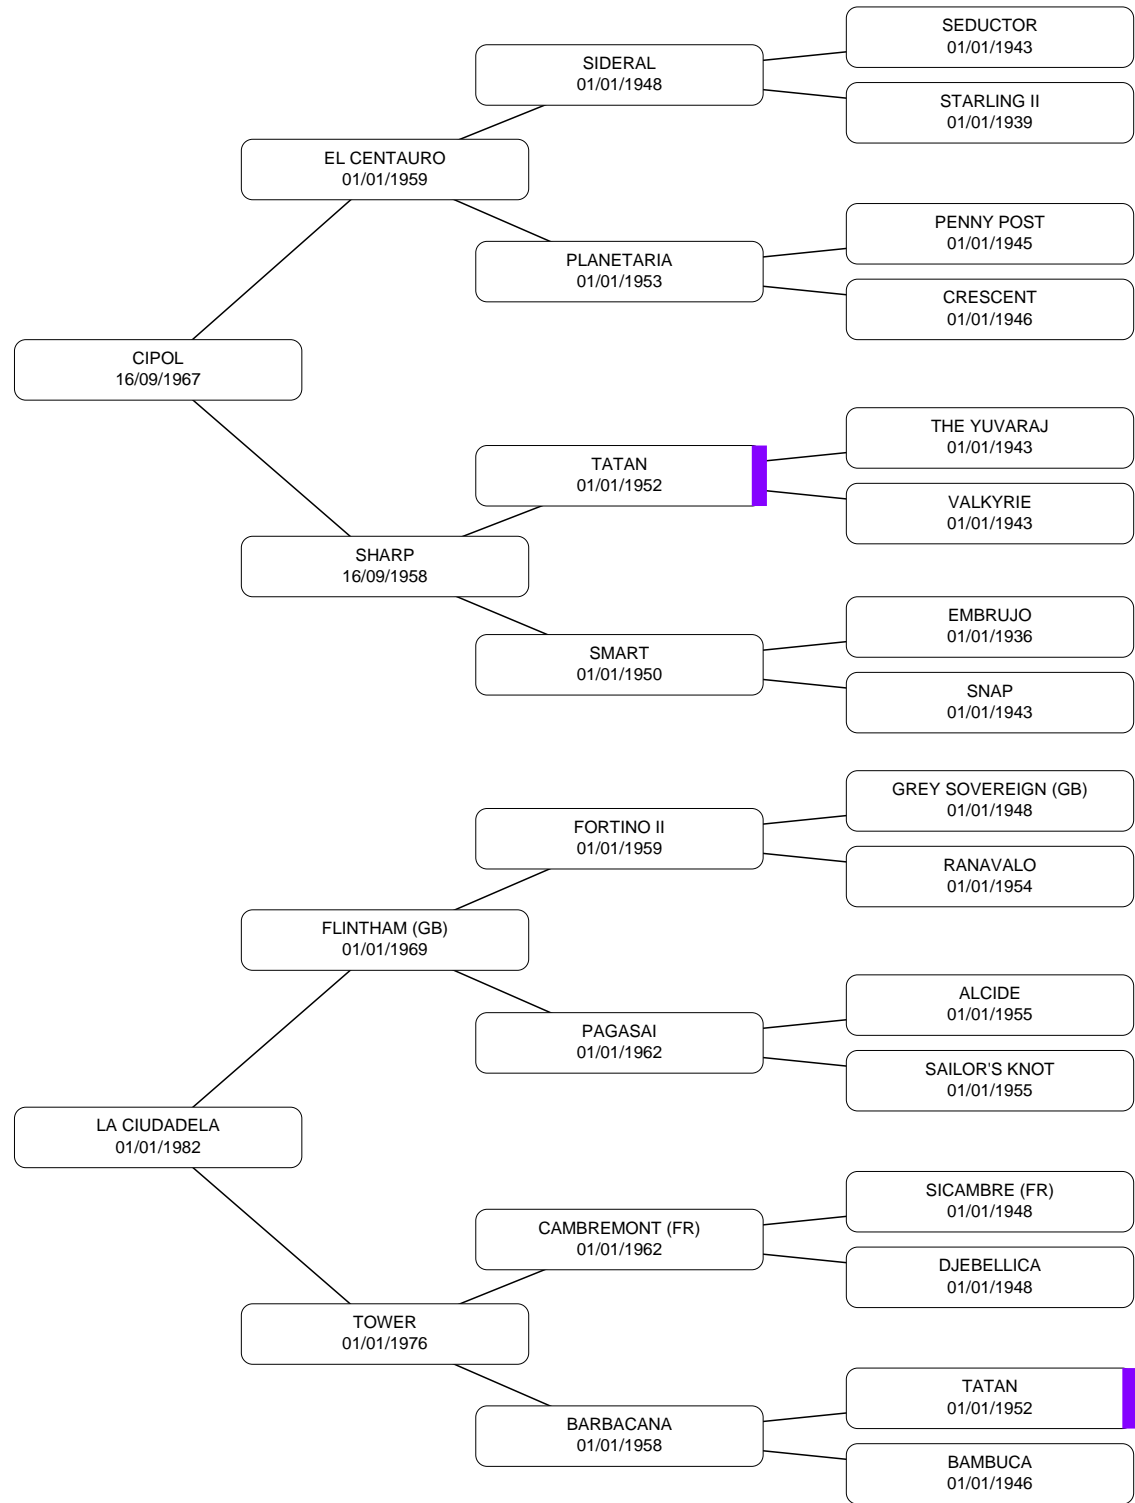 SEDUCTOR
01/01/1943
SIDERAL
01/01/1948
STARLING II
01/01/1939
EL CENTAURO
01/01/1959
PENNY POST
01/01/1945
PLANETARIA
01/01/1953
CRESCENT
01/01/1946
CIPOL
16/09/1967
THE YUVARAJ
01/01/1943
TATAN
01/01/1952
VALKYRIE
01/01/1943
SHARP
16/09/1958
EMBRUJO
01/01/1936
SMART
01/01/1950
SNAP
01/01/1943
GREY SOVEREIGN (GB)
01/01/1948
FORTINO II
01/01/1959
RANAVALO
01/01/1954
FLINTHAM (GB)
01/01/1969
ALCIDE
01/01/1955
PAGASAI
01/01/1962
SAILOR'S KNOT
01/01/1955
LA CIUDADELA
01/01/1982
SICAMBRE (FR)
01/01/1948
CAMBREMONT (FR)
01/01/1962
DJEBELLICA
01/01/1948
TOWER
01/01/1976
TATAN
01/01/1952
BARBACANA
01/01/1958
BAMBUCA
01/01/1946